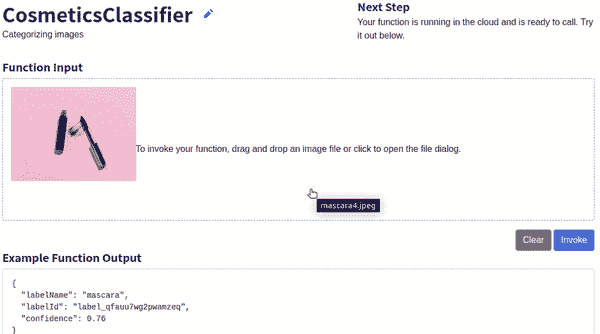 CosmeticsClassifier
Categorizing images
Next Step
Your function is running in the cloud and is ready to call. Try
it out below.
Function Input
To invoke your function, drag and drop an image file or click to open the file dialog.
mascara4.jpeg
Clear
Invoke
Example Function Output
{
"labelName": "mascara",
"labelId": "label_qfauu7wg2pwamzeq",
"confidence": 0.76
}